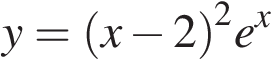 y = (x − 2)²eˣ